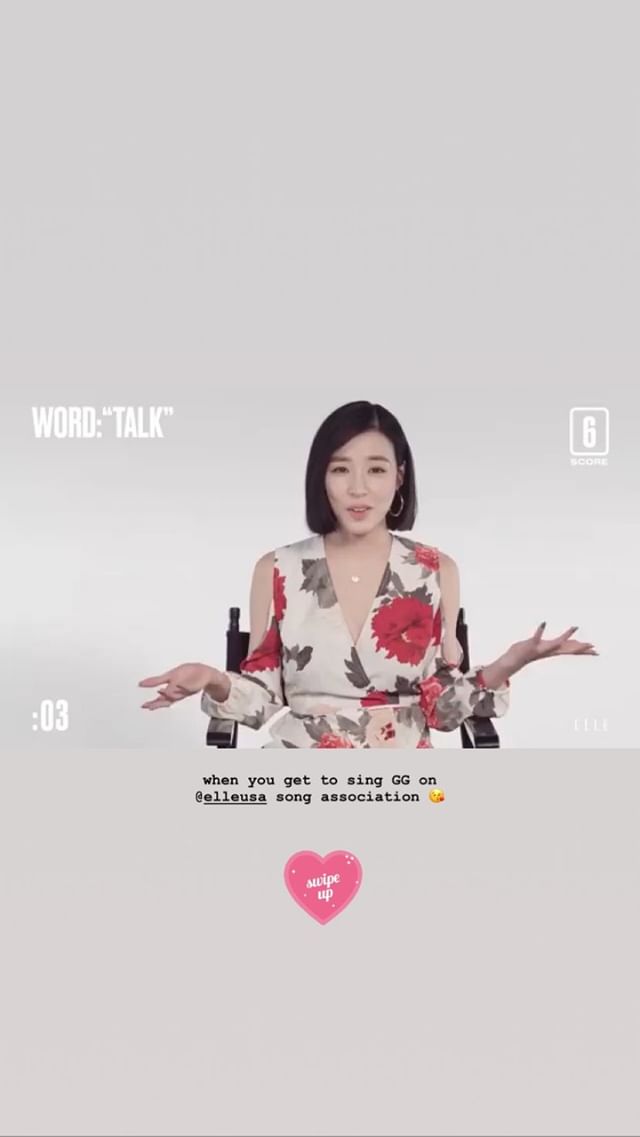 WORD:“TALK”
6
SCORE
:03
ELLE
when you get to sing GG on
@elleusa song association 😘
swipe
up